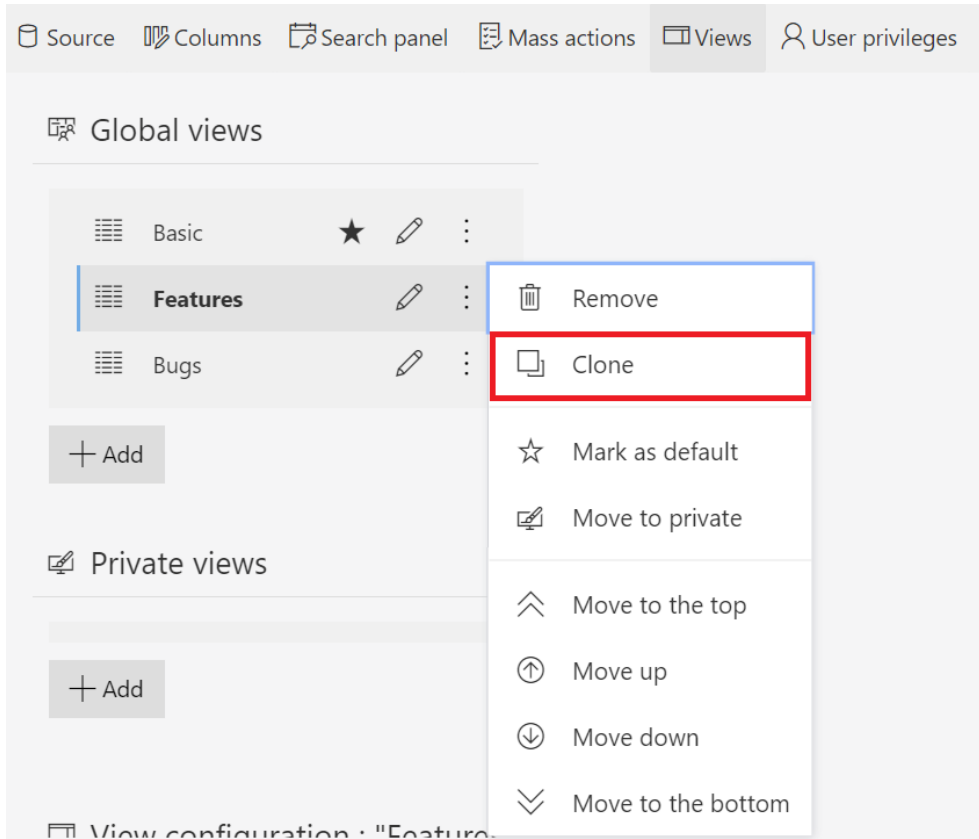 Source Columns Search panel Mass actions Views User privileges
Global views
Basic
Features
Bugs
Add
Private views
Add
View configuration : "Feature
Remove
Clone
Mark as default
Move to private
Move to the top
Move up
Move down
Move to the bottom